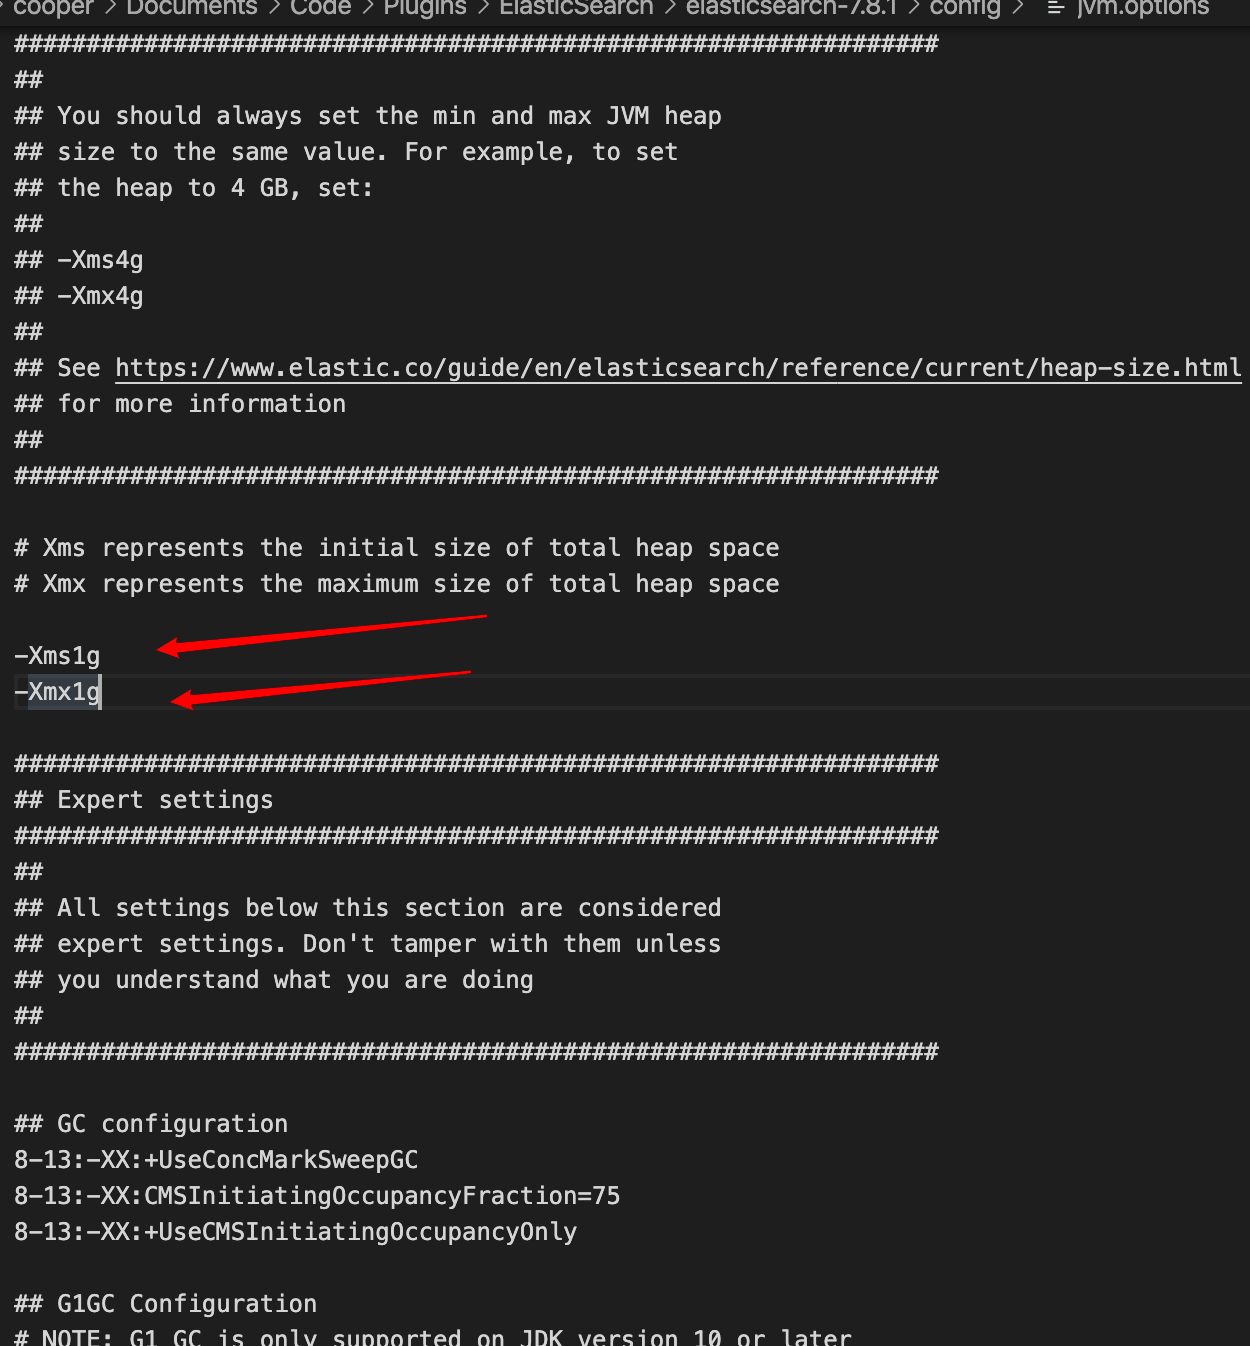 cooper > Documents > Code > Plugins > ElasticSearch > elasticsearch-7.8.1 > config > jvm.options
################################################################
##
## You should always set the min and max JVM heap
## size to the same value. For example, to set
## the heap to 4 GB, set:
##
## -Xms4g
## -Xmx4g
##
## See https://www.elastic.co/guide/en/elasticsearch/reference/current/heap-size.html
## for more information
##
################################################################
# Xms represents the initial size of total heap space
# Xmx represents the maximum size of total heap space
-Xms1g
-Xmx1g
################################################################
## Expert settings
################################################################
##
## All settings below this section are considered
## expert settings. Don't tamper with them unless
## you understand what you are doing
##
################################################################
## GC configuration
8-13:-XX:+UseConcMarkSweepGC
8-13:-XX:CMSInitiatingOccupancyFraction=75
8-13:-XX:+UseCMSInitiatingOccupancyOnly
## G1GC Configuration
# NOTE: G1 GC is only supported on JDK version 10 or later